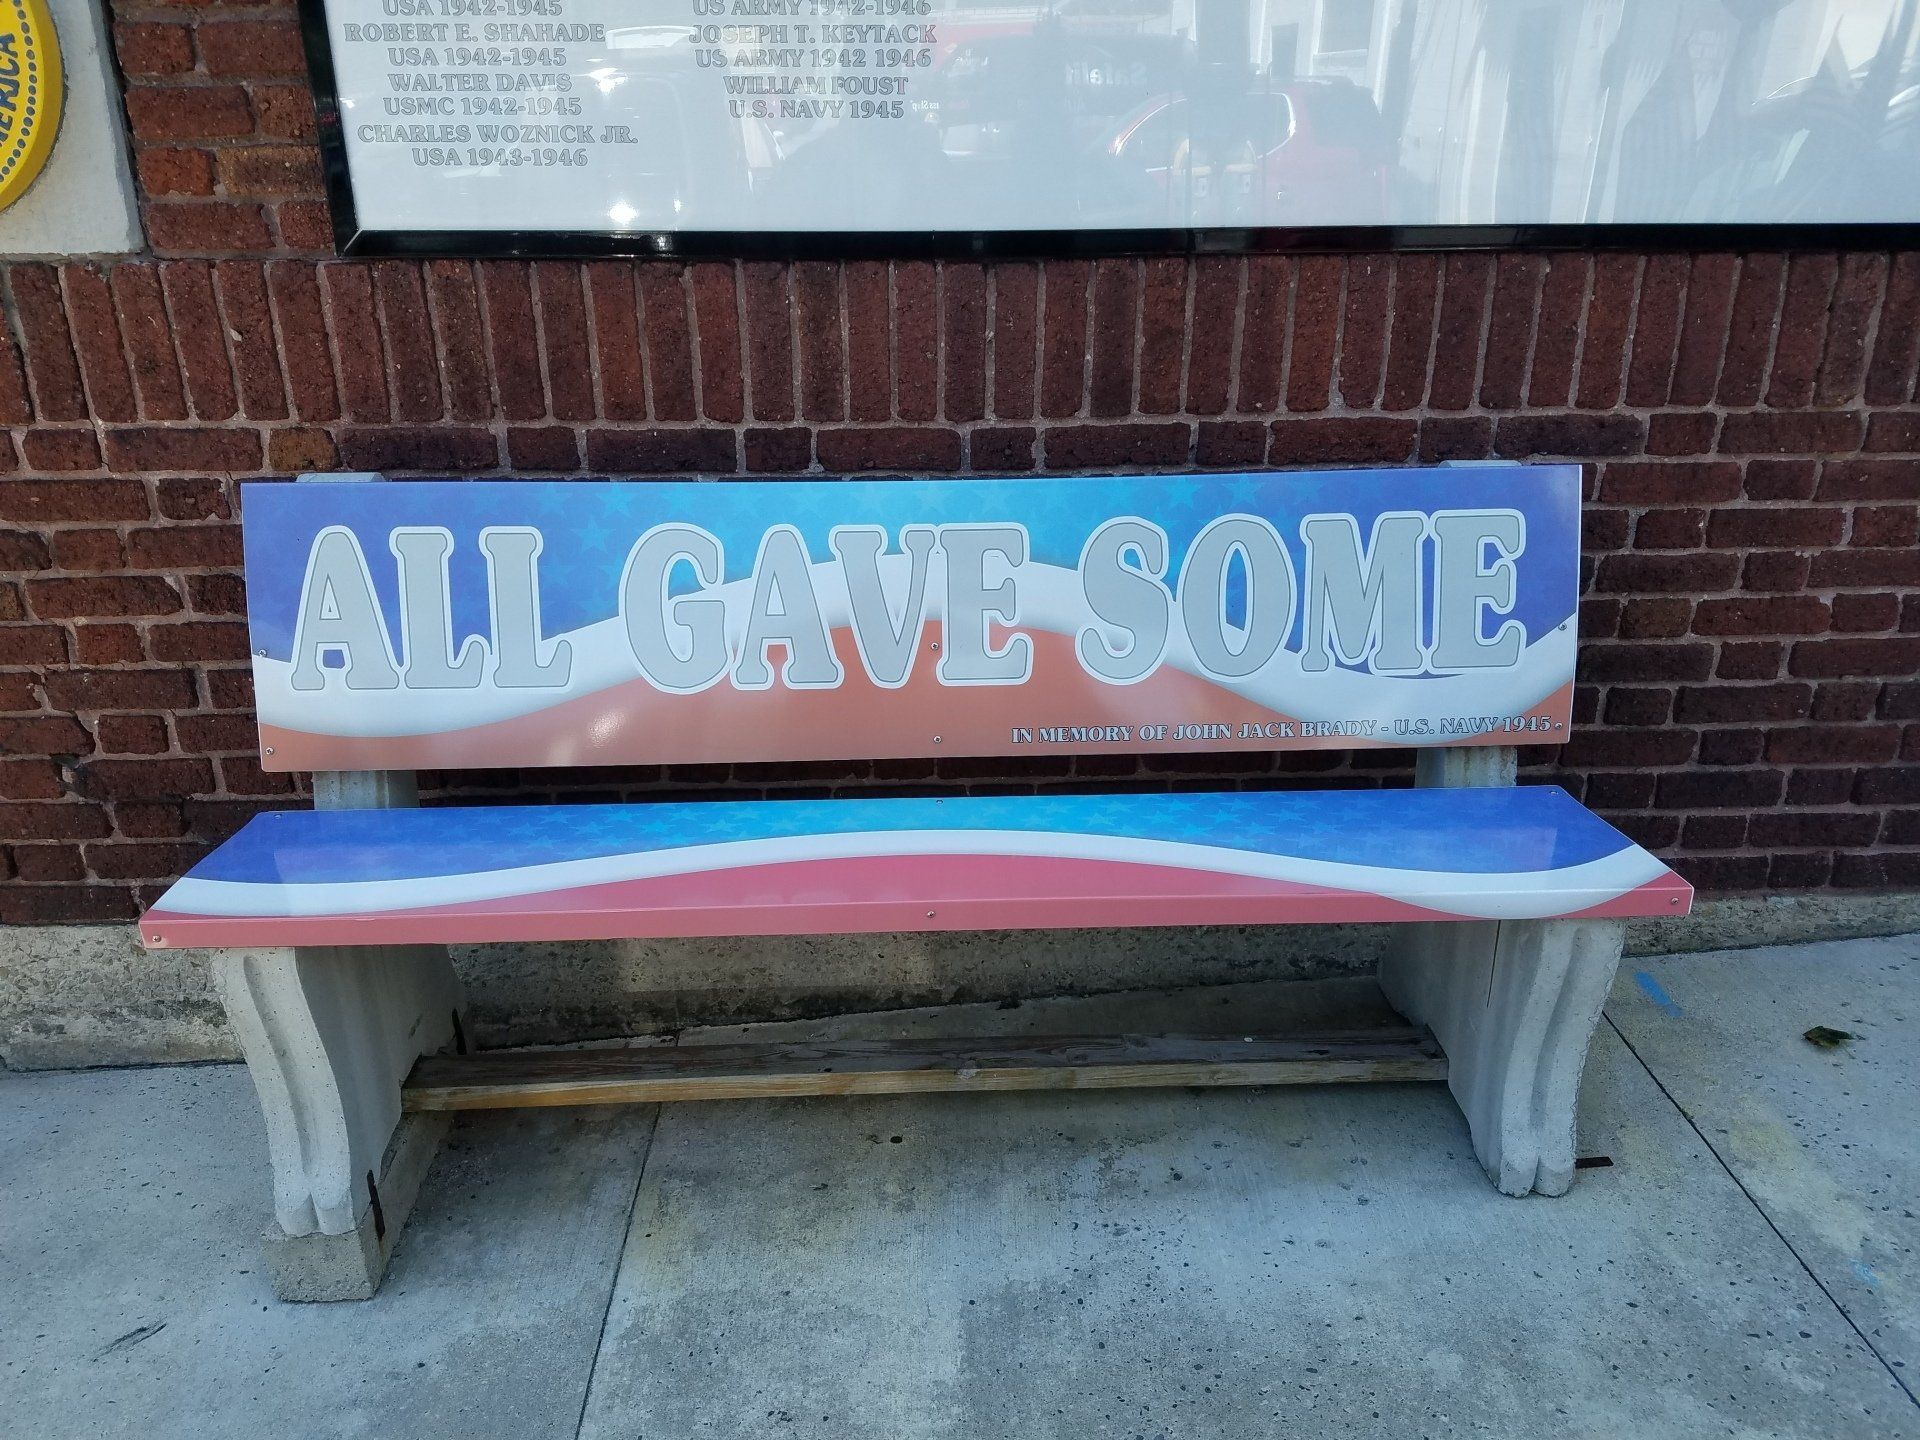 ERICA
USA 1942-1945
ROBERT E. SHAHADE
USA 1942-1945
WALTER DAVIS
USMC 1942-1945
CHARLES WOZNICK JR.
USA 1943-1946
US ARMY 1942-1946
JOSEPH T. KEYTACK
US ARMY 1942 1946
WILLIAM FOUST
U.S. NAVY 1945
ALL GAVE SOME
IN MEMORY OF JOHN JACK BRADY - U.S. NAVY 1945